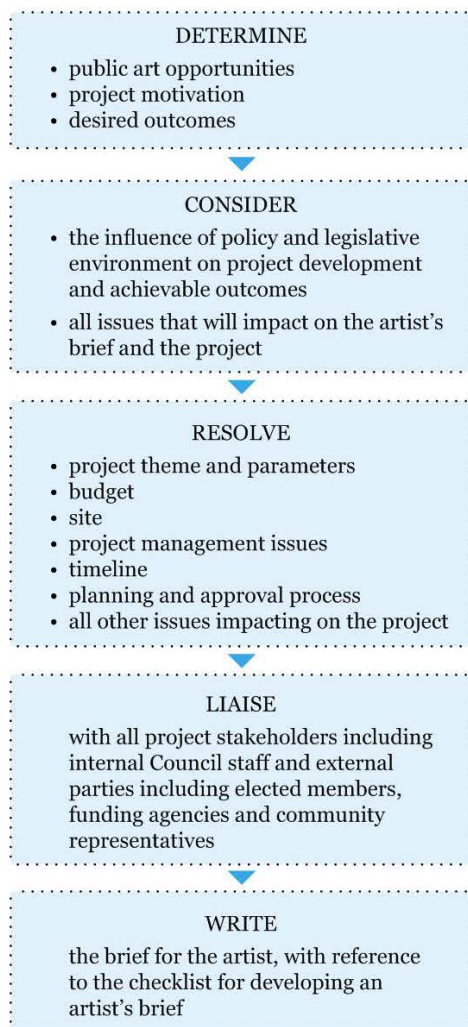 DETERMINE
• public art opportunities
• project motivation
• desired outcomes
CONSIDER
• the influence of policy and legislative
environment on project development
and achievable outcomes
• all issues that will impact on the artist’s
brief and the project
RESOLVE
• project theme and parameters
• budget
• site
• project management issues
• timeline
• planning and approval process
• all other issues impacting on the project
LIAISE
with all project stakeholders including
internal Council staff and external
parties including elected members,
funding agencies and community
representatives
WRITE
the brief for the artist, with reference
to the checklist for developing an
artist’s brief